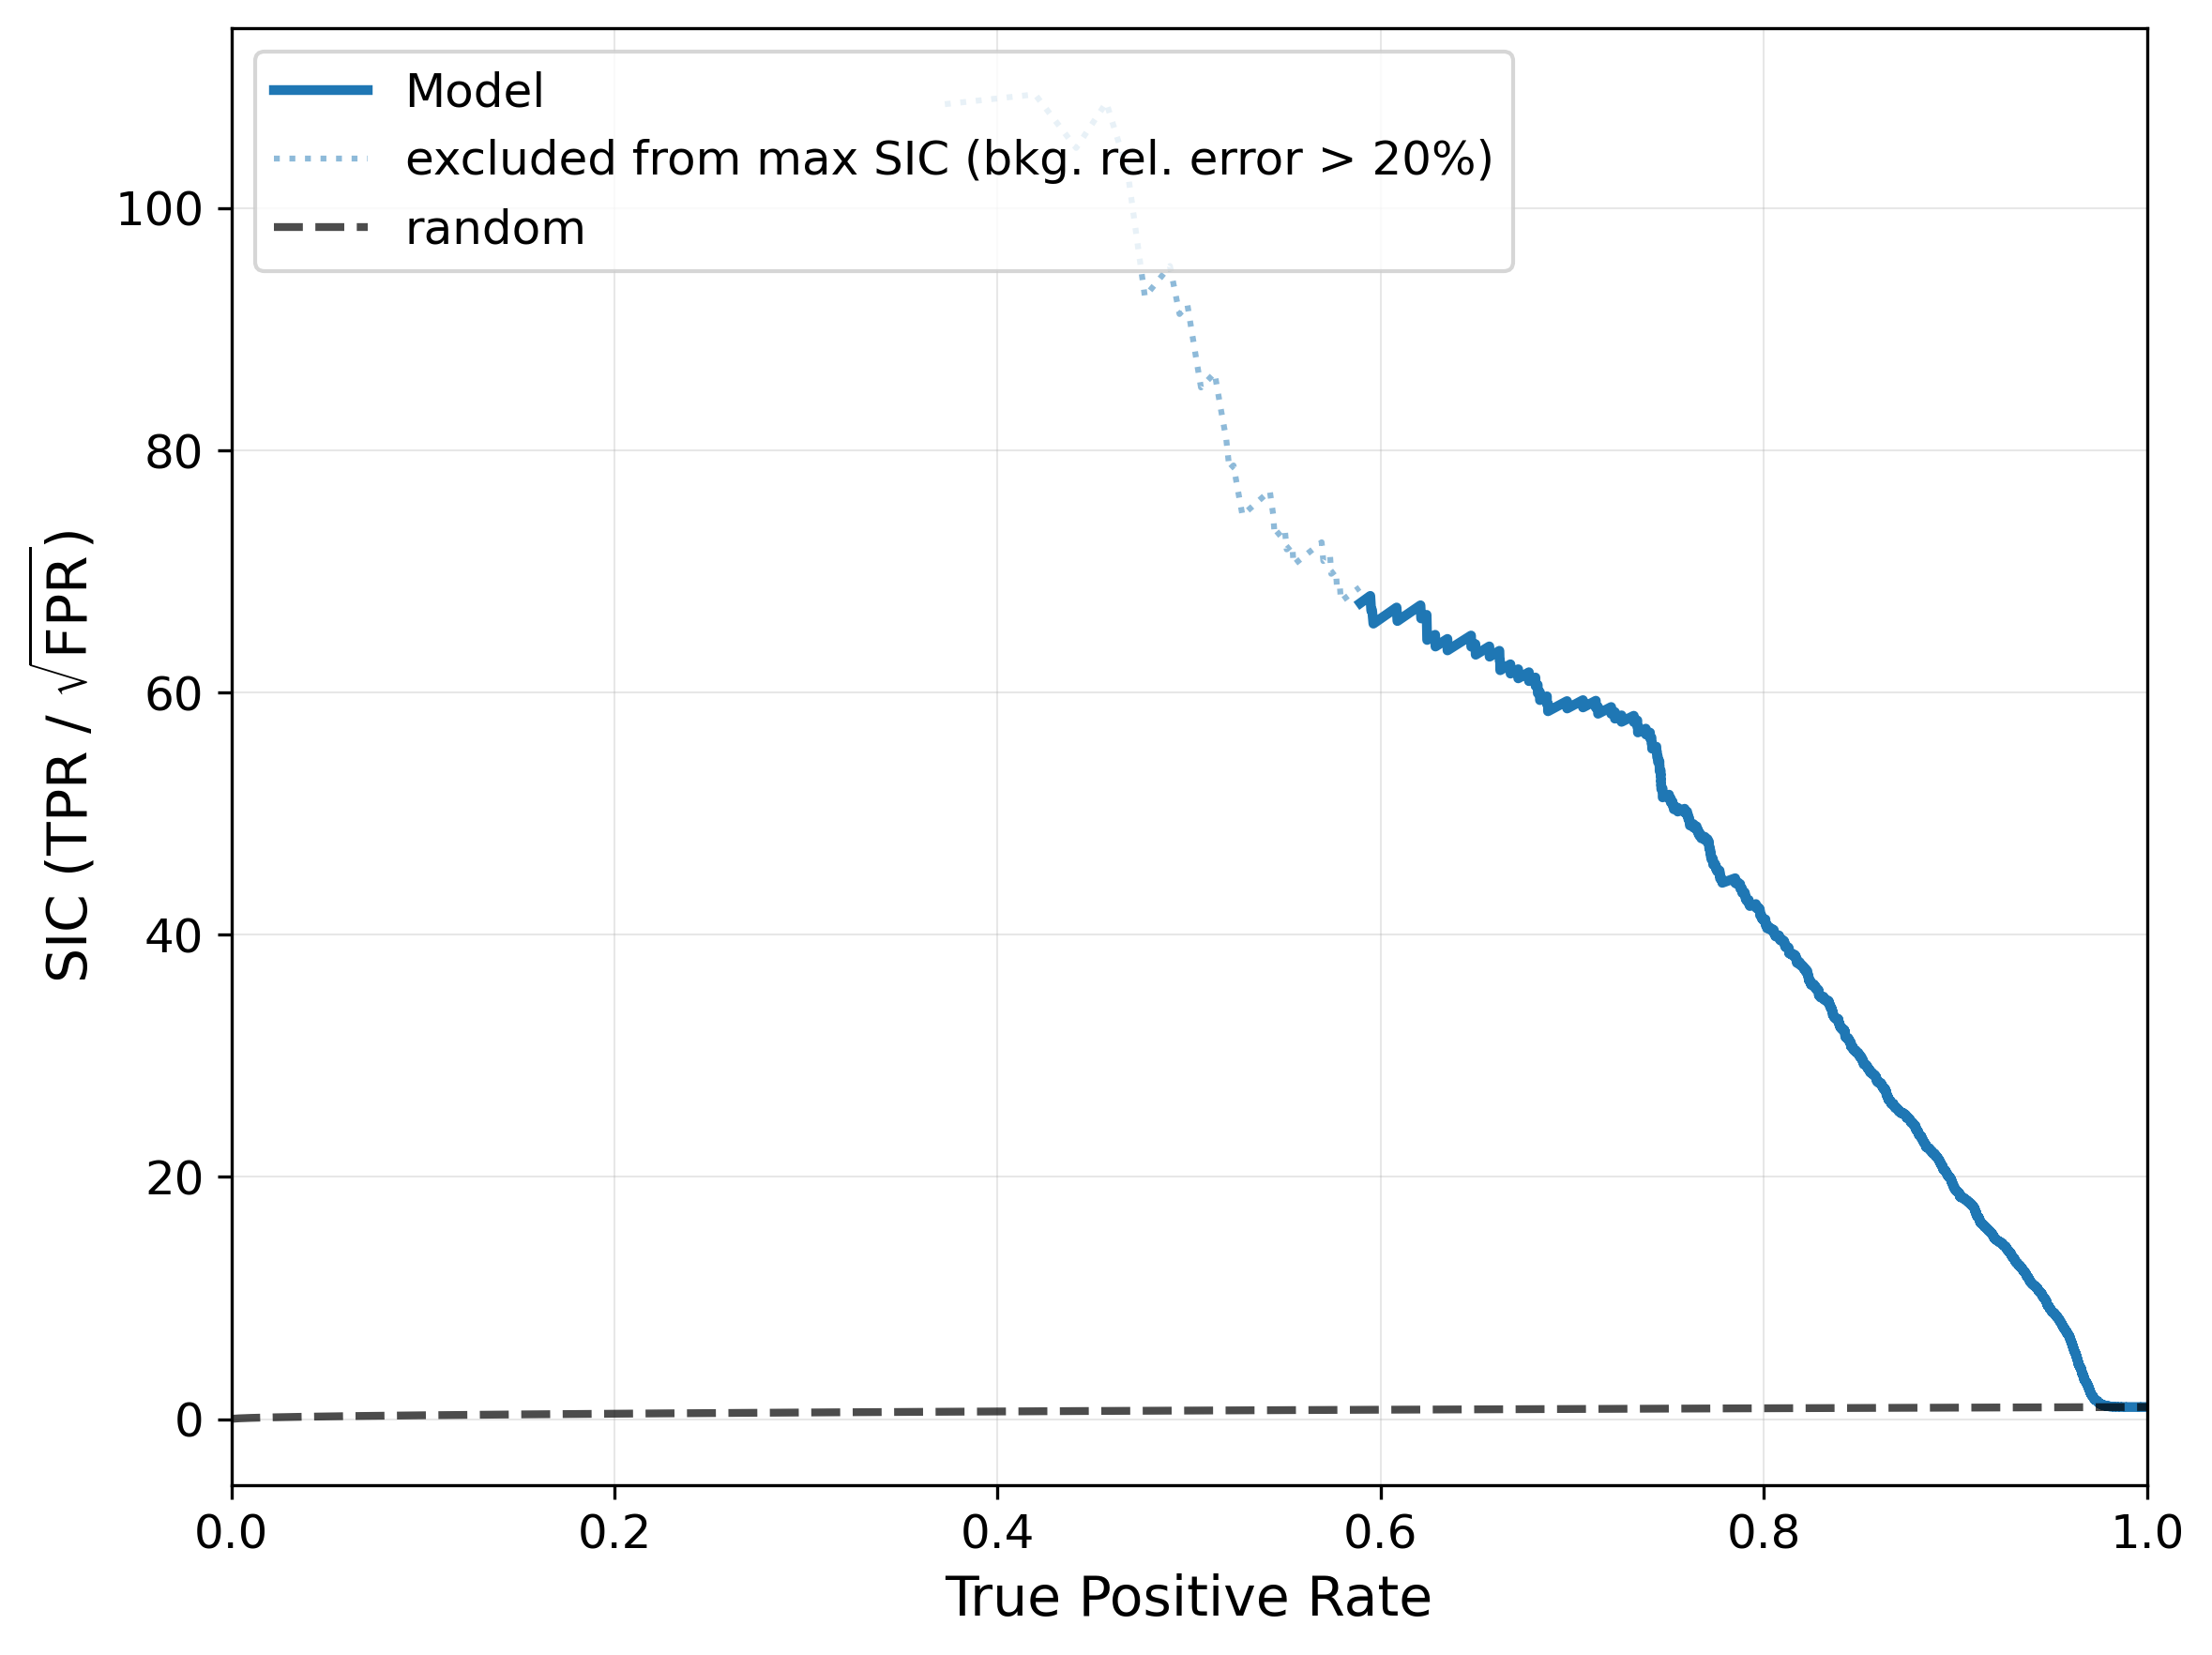 Model
excluded from max SIC (bkg. rel. error > 20%)
random
SIC (TPR / √FPR)
100
80
60
40
20
0
0.0 0.2 0.4 0.6 0.8 1.0
True Positive Rate